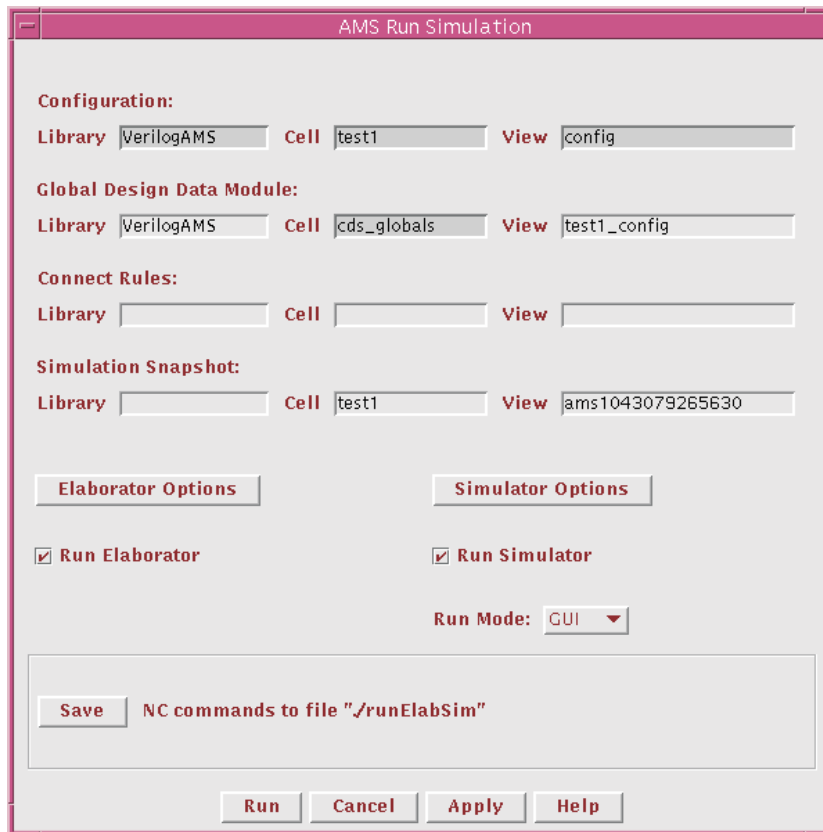 AMS Run Simulation
Configuration:
Library VerilogAMS Cell test1 View config
Global Design Data Module:
Library VerilogAMS Cell cds_globals View test1_config
Connect Rules:
Library Cell View
Simulation Snapshot:
Library Cell test1 View ams1043079265630
Elaborator Options Simulator Options
Run Elaborator Run Simulator
Run Mode: GUI
Save NC commands to file "./runElabSim"
Run Cancel Apply Help